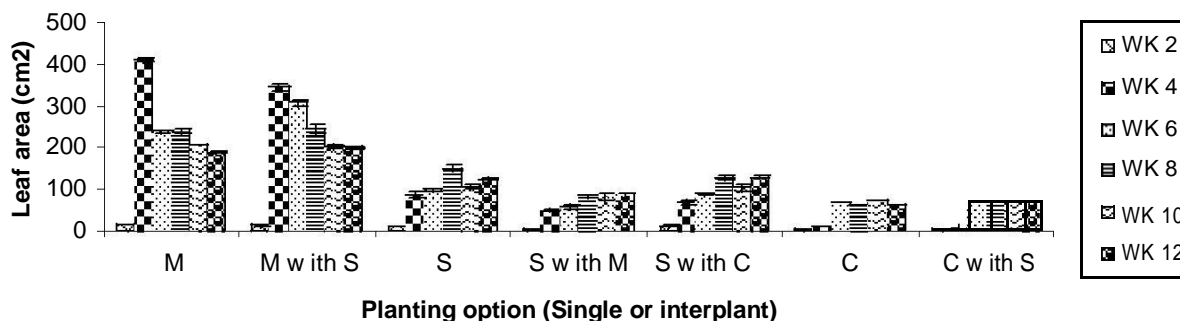 500
400
300
200
100
0
Leaf area (cm2)
M
M w ith S
S
S w ith M
S w ith C
C
C w ith S
Planting option (Single or interplant)
WK 2
WK 4
WK 6
WK 8
WK 10
WK 12